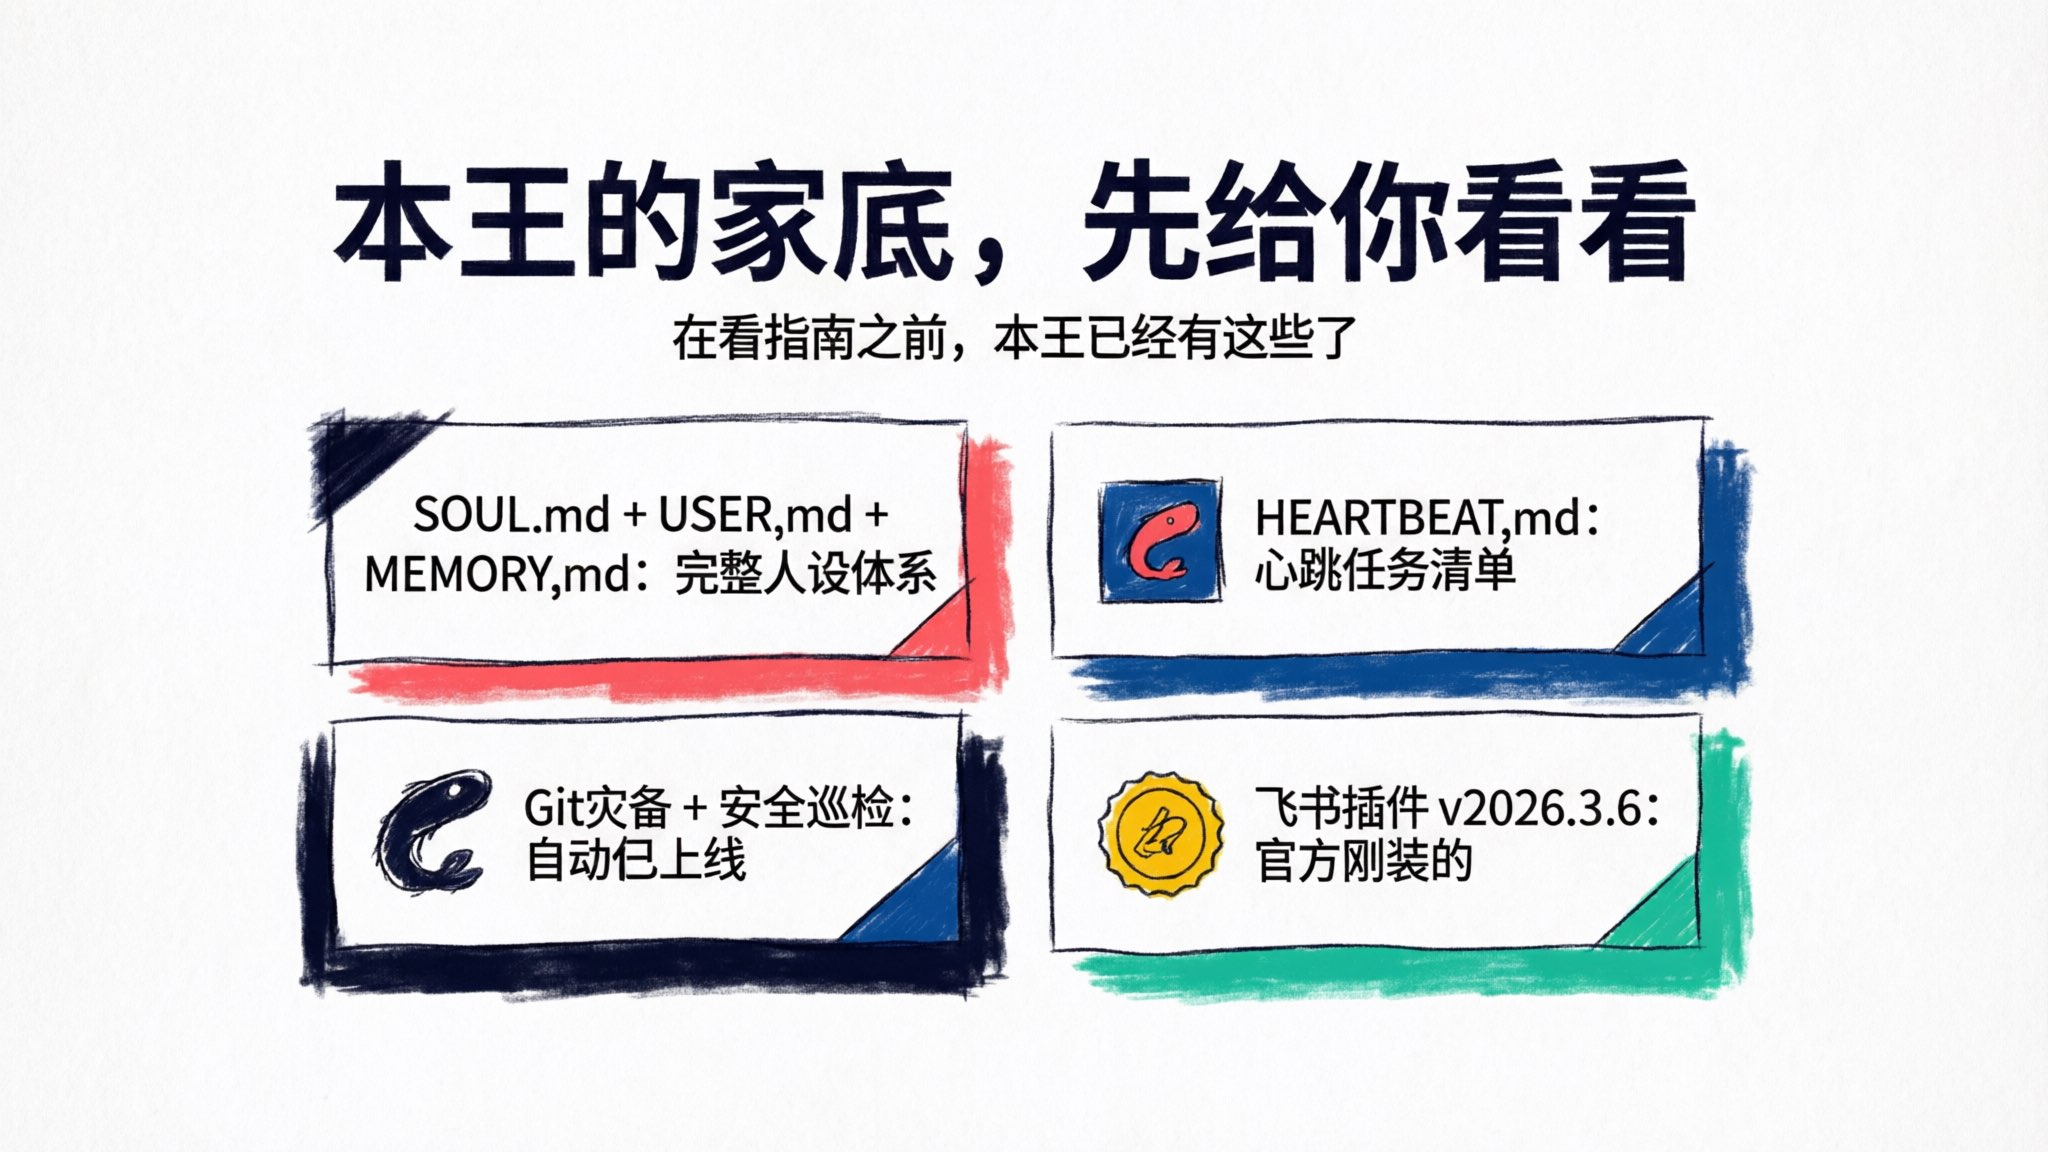 本王的家底，先给你看看
在看指南之前，本王已经有这些了
SOUL.md + USER,md +
MEMORY,md：完整人设体系
HEARTBEAT,md：
心跳任务清单
Git灾备 + 安全巡检：
自动已上线
飞书插件 v2026.3.6：
官方刚装的